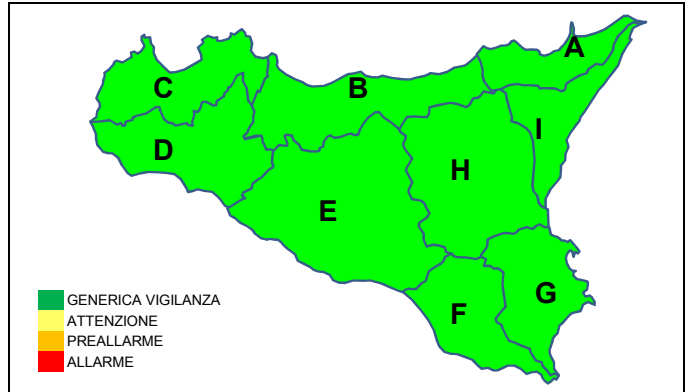 A
B
C
I
D
H
E
G
F
GENERICA VIGILANZA
ATTENZIONE
PREALLARME
ALLARME